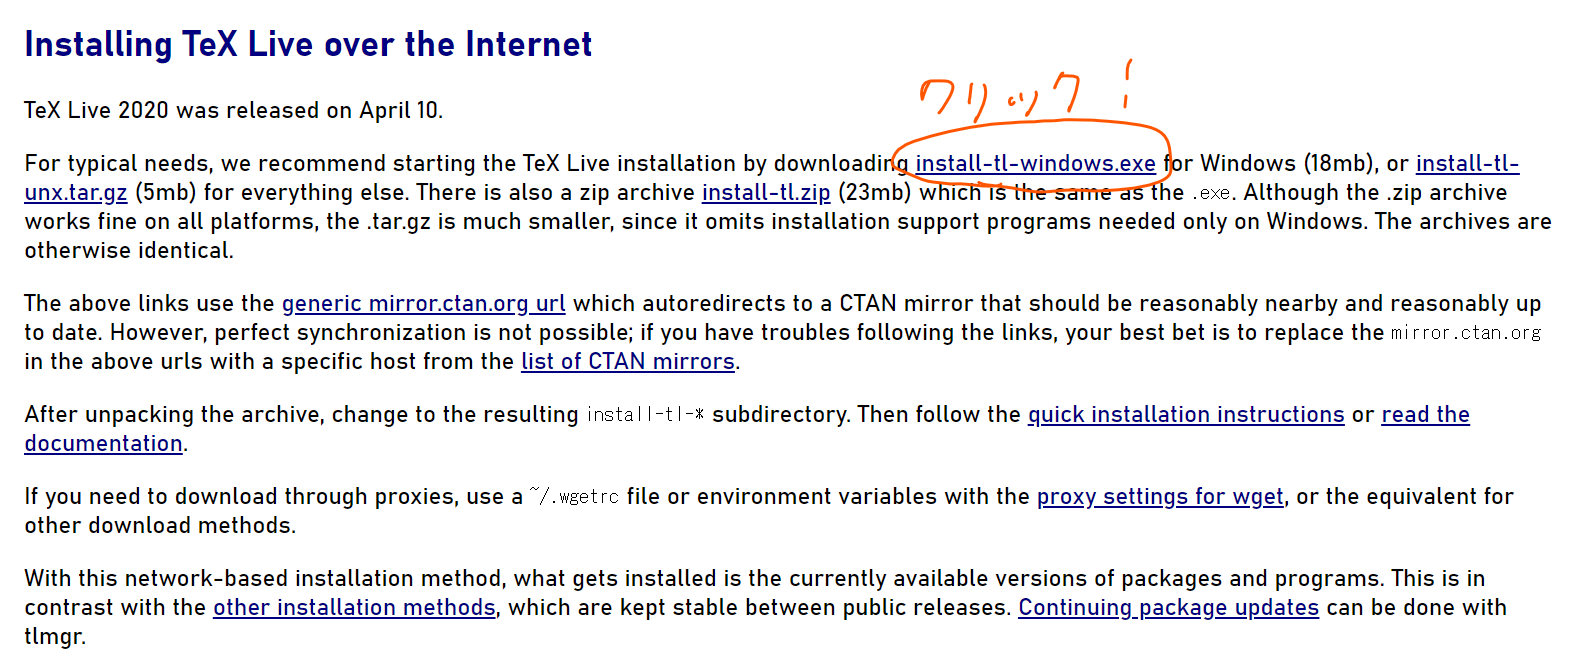 Installing TeX Live over the Internet
TeX Live 2020 was released on April 10.
クリック！
For typical needs, we recommend starting the TeX Live installation by downloading install-tl-windows.exe for Windows (18mb), or install-tl-
unx.tar.gz (5mb) for everything else. There is also a zip archive install-tl.zip (23mb) which is the same as the .exe. Although the .zip archive
works fine on all platforms, the .tar.gz is much smaller, since it omits installation support programs needed only on Windows. The archives are
otherwise identical.
The above links use the generic mirror.ctan.org url which autoredirects to a CTAN mirror that should be reasonably nearby and reasonably up
to date. However, perfect synchronization is not possible; if you have troubles following the links, your best bet is to replace the mirror.ctan.org
in the above urls with a specific host from the list of CTAN mirrors.
After unpacking the archive, change to the resulting install-tl-* subdirectory. Then follow the quick installation instructions or read the
documentation.
If you need to download through proxies, use a ~/.wgetrc file or environment variables with the proxy settings for wget, or the equivalent for
other download methods.
With this network-based installation method, what gets installed is the currently available versions of packages and programs. This is in
contrast with the other installation methods, which are kept stable between public releases. Continuing package updates can be done with
tlmgr.